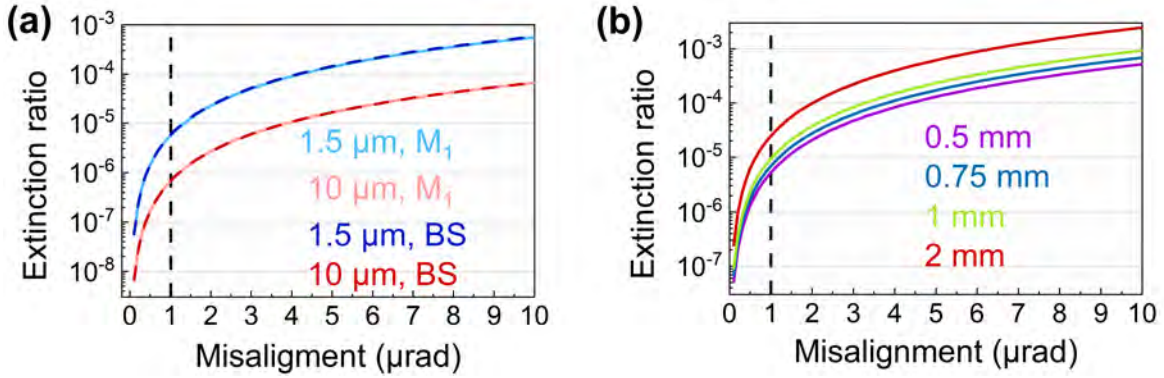 (a)
Extinction ratio
10⁻³
10⁻⁴
10⁻⁵
10⁻⁶
10⁻⁷
10⁻⁸
1.5 µm, M₁
10 µm, M₁
1.5 µm, BS
10 µm, BS
0 1 2 3 4 5 6 7 8 9 10
Misaligment (µrad)
(b)
Extinction ratio
10⁻³
10⁻⁴
10⁻⁵
10⁻⁶
10⁻⁷
0.5 mm
0.75 mm
1 mm
2 mm
0 1 2 3 4 5 6 7 8 9 10
Misalignment (µrad)